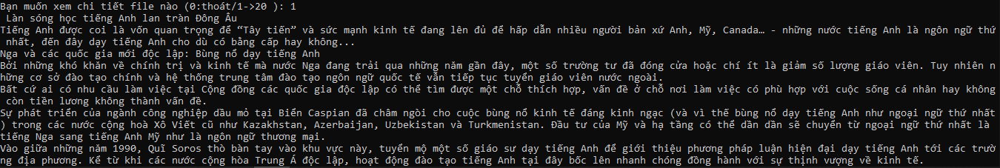 Bạn muốn xem chi tiết file nào (0:thoát/1->20 ): 1
 Làn sóng học tiếng Anh lan tràn Đông Âu
Tiếng Anh được coi là vốn quan trọng để “Tây tiến” và sức mạnh kinh tế đang lên đủ để hấp dẫn nhiều người bản xứ Anh, Mỹ, Canada… - những nước tiếng Anh là ngôn ngữ thứ
 nhất, đến đây dạy tiếng Anh cho dù có bằng cấp hay không...
Nga và các quốc gia mới độc lập: Bùng nổ dạy tiếng Anh
Bởi những khó khăn về chính trị và kinh tế mà nước Nga đang trải qua những năm gần đây, một số trường tư đã đóng cửa hoặc chí ít là giảm số lượng giáo viên. Tuy nhiên n
hững cơ sở đào tạo chính và hệ thống trung tâm đào tạo ngôn ngữ quốc tế vẫn tiếp tục tuyển giáo viên nước ngoài.
Bất cứ ai có nhu cầu làm việc tại Cộng đồng các quốc gia độc lập có thể tìm được một chỗ thích hợp, vấn đề ở chỗ nơi làm việc có phù hợp với cuộc sống cá nhân hay không
 còn tiền lương không thành vấn đề.
Sự phát triển của ngành công nghiệp dầu mỏ tại Biển Caspian đã châm ngòi cho cuộc bùng nổ kinh tế đáng kinh ngạc (và vì thế bùng nổ dạy tiếng Anh như ngoại ngữ thứ nhất
) trong các nước cộng hoà Xô Viết cũ như Kazakhstan, Azerbaijan, Uzbekistan và Turkmenistan. Đầu tư của Mỹ và hạ tầng có thể dần dần sẽ chuyển từ ngoại ngữ thứ nhất là
tiếng Nga sang tiếng Anh Mỹ như là ngôn ngữ thương mại.
Vào giữa những năm 1990, Quĩ Soros thò bàn tay vào khu vực này, tuyển mộ một số giáo sư dạy tiếng Anh để giới thiệu phương pháp luận hiện đại dạy tiếng Anh tới các trườ
ng địa phương. Kể từ khi các nước cộng hòa Trung Á độc lập, hoạt động đào tạo tiếng Anh tại đây bốc lên nhanh chóng đồng hành với sự thịnh vượng về kinh tế.